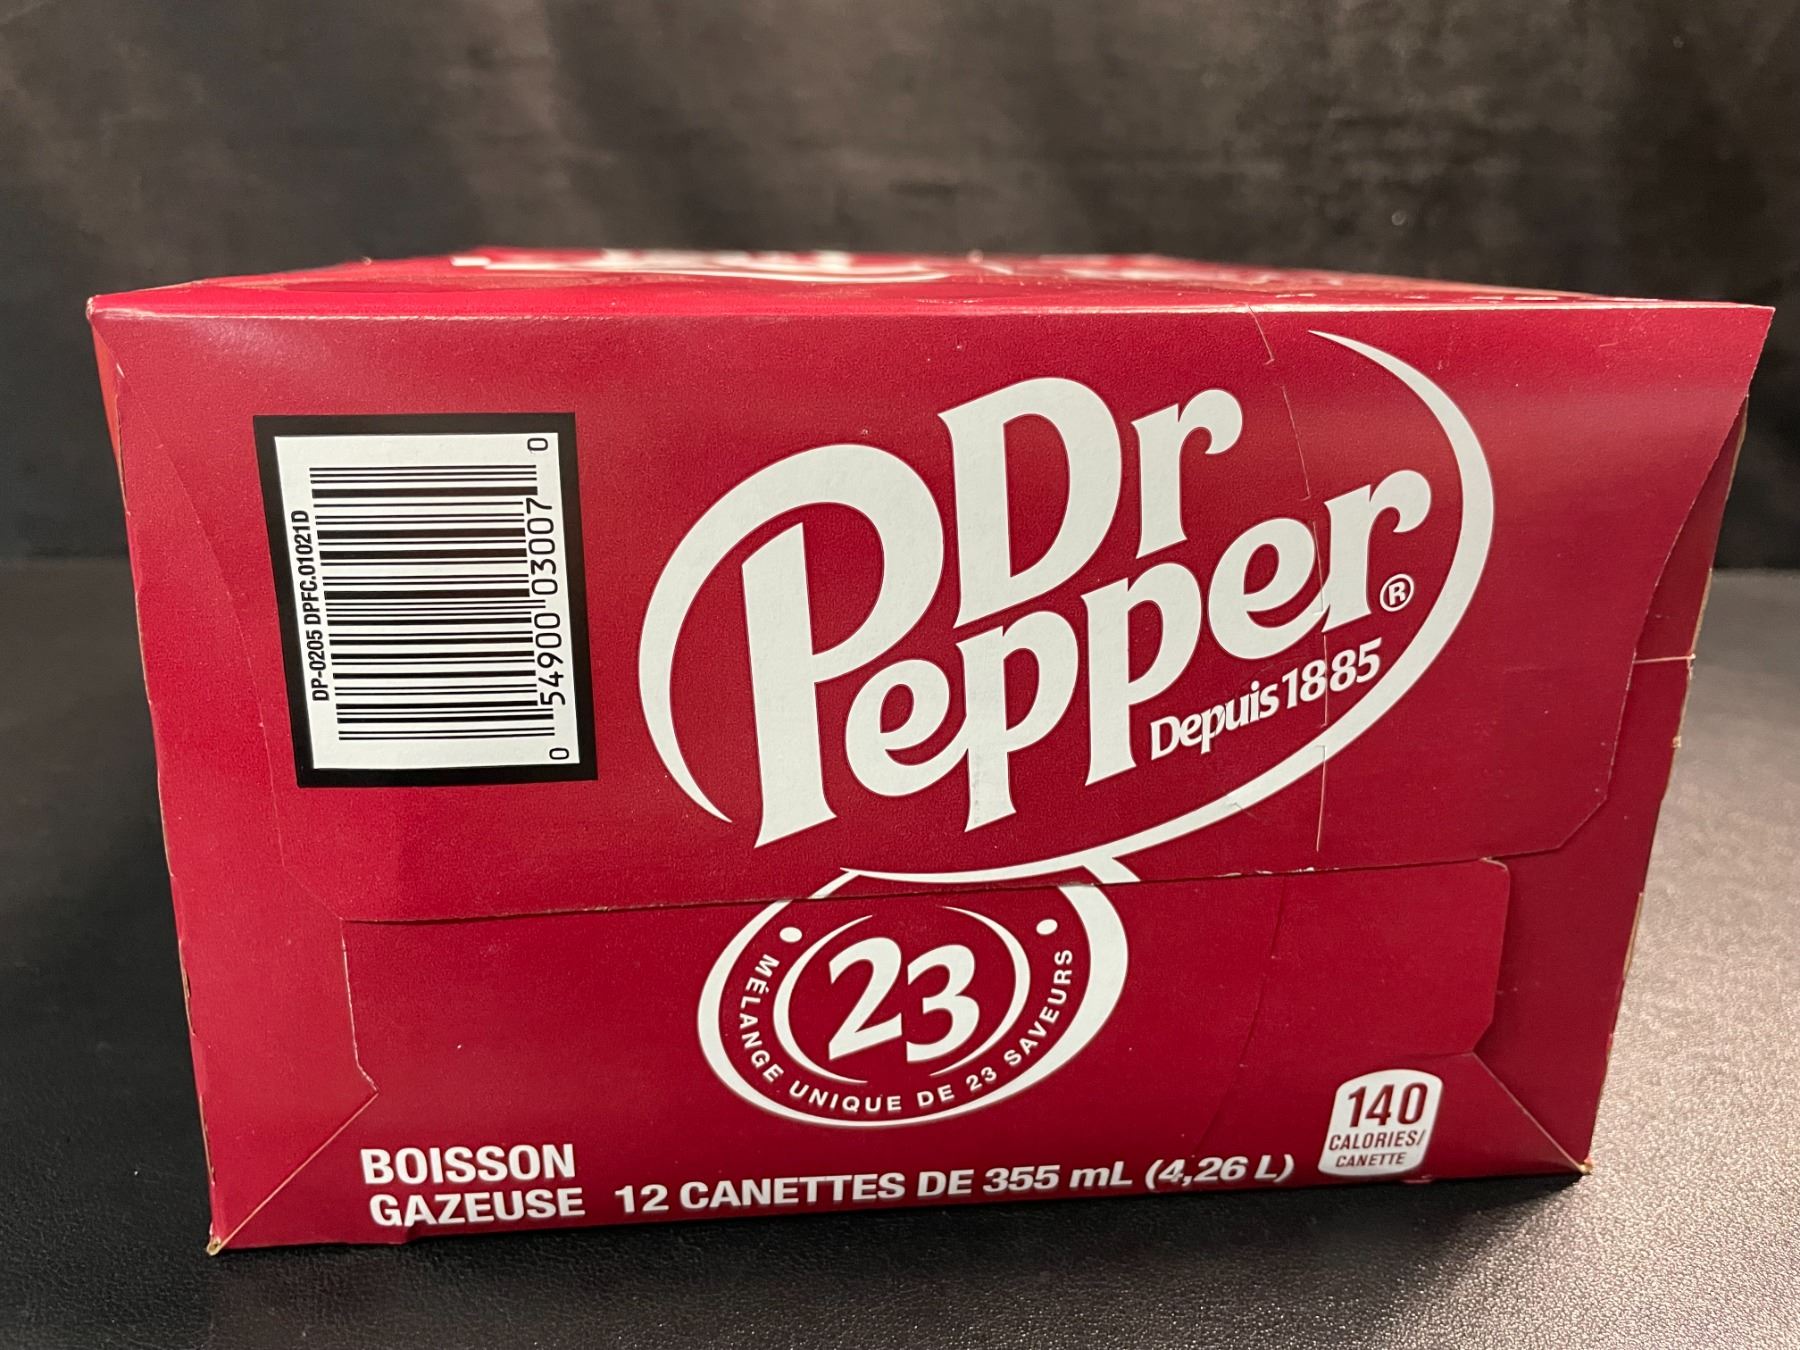 DP-0205 DPFC.01021D
0 54900 03007 0
Dr
Pepper®
Depuis 1885
23
• MÉLANGE UNIQUE DE 23 SAVEURS •
BOISSON
GAZEUSE
12 CANETTES DE 355 mL (4,26 L)
140
CALORIES/
CANETTE